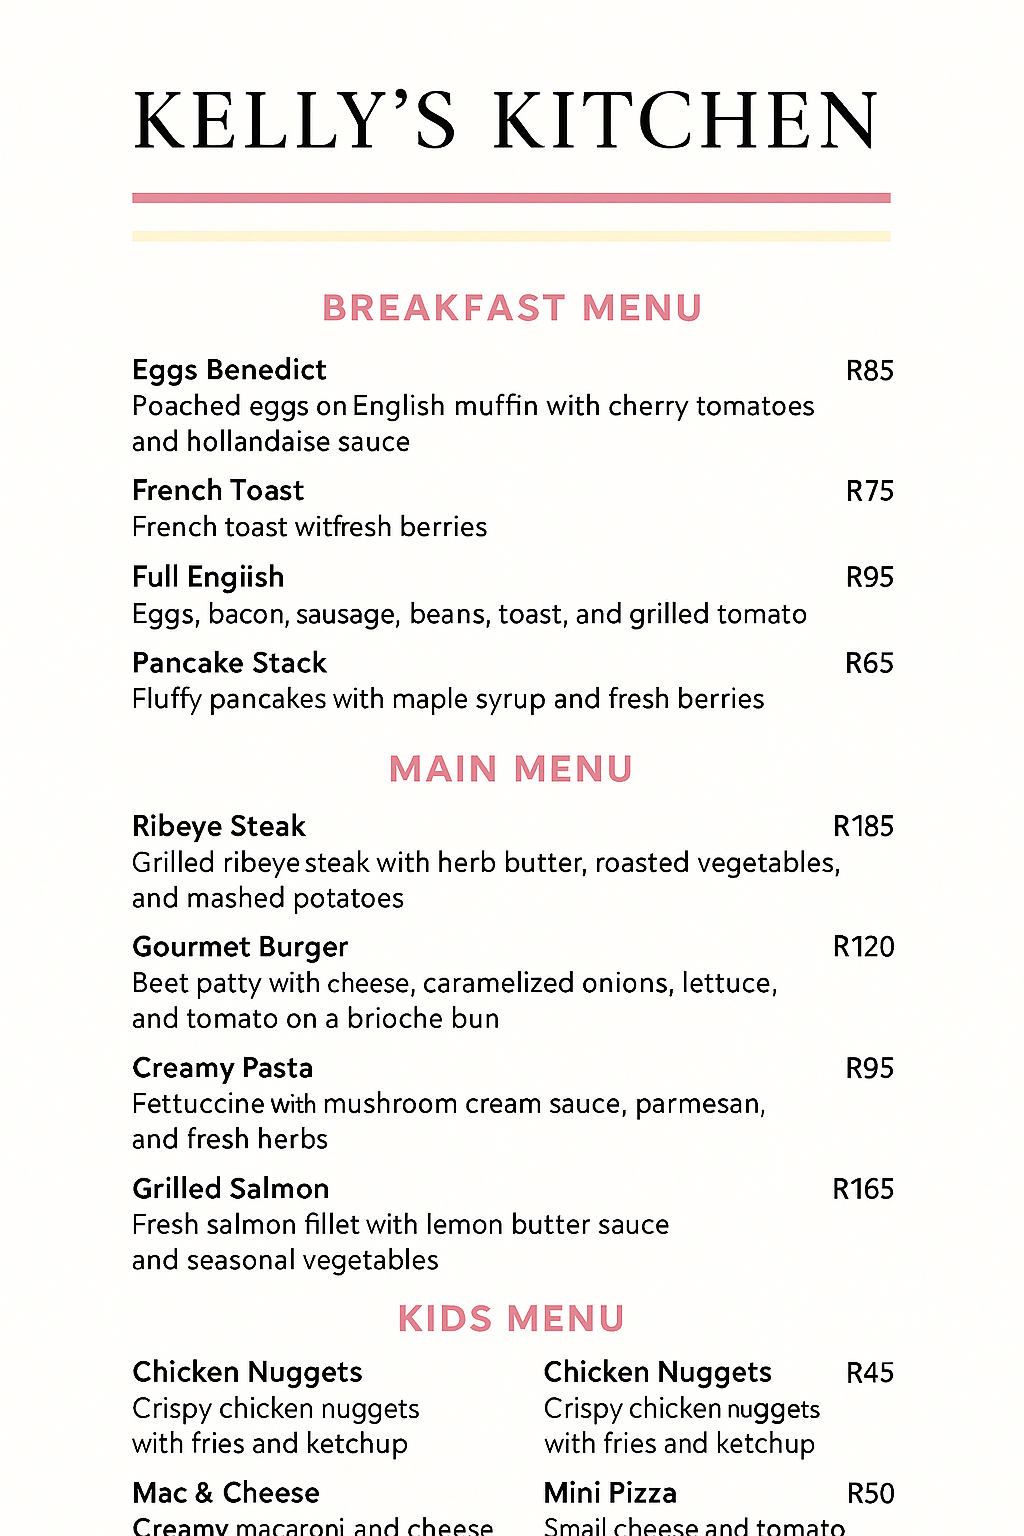 KELLY'S KITCHEN
BREAKFAST MENU
Eggs Benedict R85
Poached eggs on English muffin with cherry tomatoes
and hollandaise sauce
French Toast R75
French toast witfresh berries
Full Engiish R95
Eggs, bacon, sausage, beans, toast, and grilled tomato
Pancake Stack R65
Fluffy pancakes with maple syrup and fresh berries
MAIN MENU
Ribeye Steak R185
Grilled ribeye steak with herb butter, roasted vegetables,
and mashed potatoes
Gourmet Burger R120
Beet patty with cheese, caramelized onions, lettuce,
and tomato on a brioche bun
Creamy Pasta R95
Fettuccine with mushroom cream sauce, parmesan,
and fresh herbs
Grilled Salmon R165
Fresh salmon fillet with lemon butter sauce
and seasonal vegetables
KIDS MENU
Chicken Nuggets
Crispy chicken nuggets
with fries and ketchup
Mac & Cheese
Creamy macaroni and cheese
Chicken Nuggets R45
Crispy chicken nuggets
with fries and ketchup
Mini Pizza R50
Smail cheese and tomato